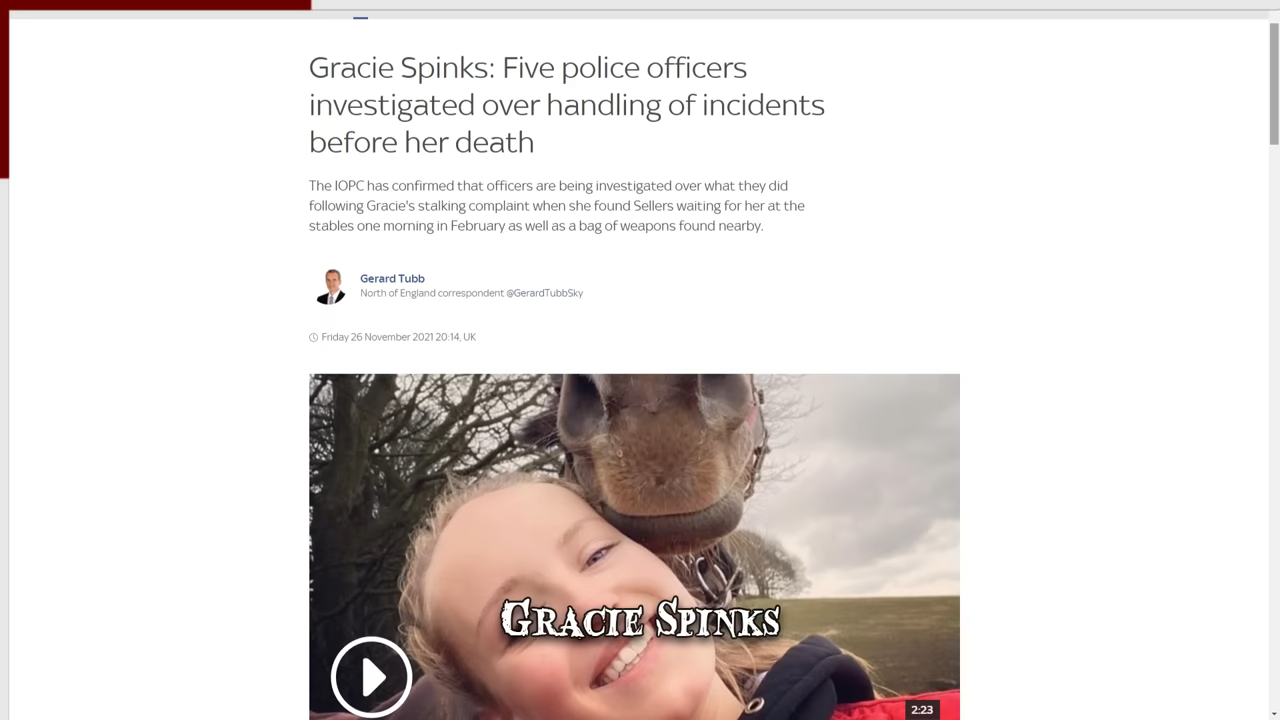 Gracie Spinks: Five police officers
investigated over handling of incidents
before her death
The IOPC has confirmed that officers are being investigated over what they did
following Gracie's stalking complaint when she found Sellers waiting for her at the
stables one morning in February as well as a bag of weapons found nearby.
Gerard Tubb
North of England correspondent @GerardTubbSky
Friday 26 November 2021 20:14, UK
GRACIE SPINKS
2:23